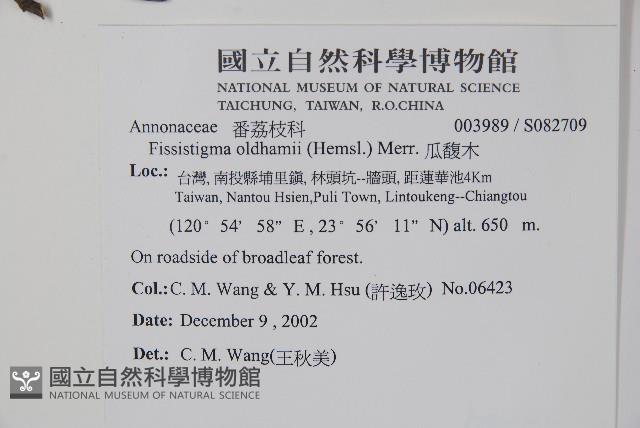 國立自然科學博物館
NATIONAL MUSEUM OF NATURAL SCIENCE
TAICHUNG, TAIWAN, R.O.CHINA
Annonaceae 番荔枝科 003989 / S082709
Fissistigma oldhamii (Hemsl.) Merr. 瓜馥木
Loc.: 台灣, 南投縣埔里鎮, 林頭坑--牆頭, 距蓮華池4Km
Taiwan, Nantou Hsien,Puli Town, Lintoukeng--Chiangtou
(120° 54' 58" E , 23° 56' 11" N) alt. 650 m.
On roadside of broadleaf forest.
Col.: C. M. Wang & Y. M. Hsu (許逸玫) No.06423
Date: December 9 , 2002
Det.: C. M. Wang(王秋美)
國立自然科學博物館
NATIONAL MUSEUM OF NATURAL SCIENCE